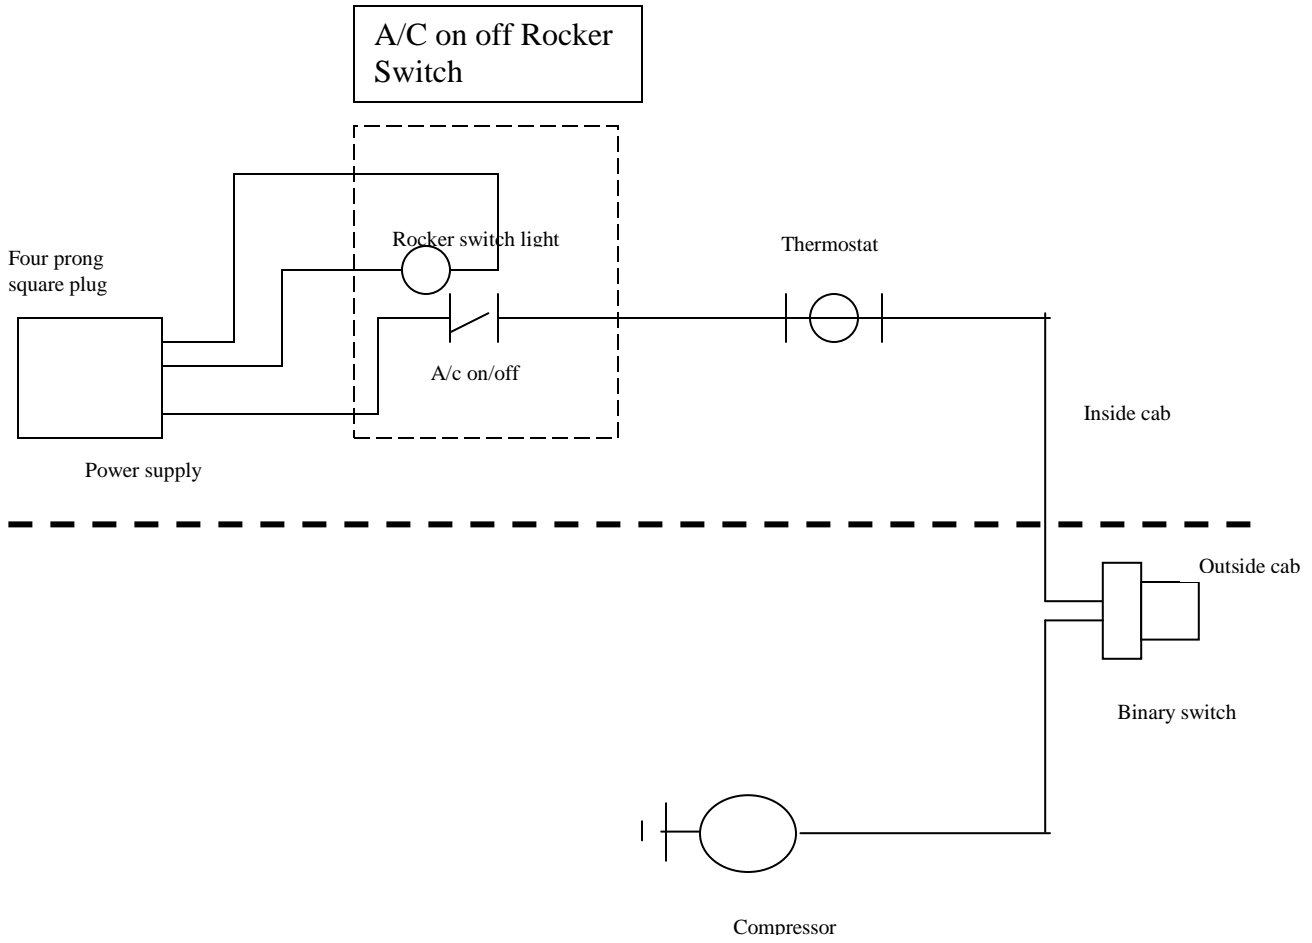 A/C on off Rocker
Switch
Rocker switch light
Thermostat
Four prong
square plug
A/c on/off
Inside cab
Power supply
Outside cab
Binary switch
Compressor